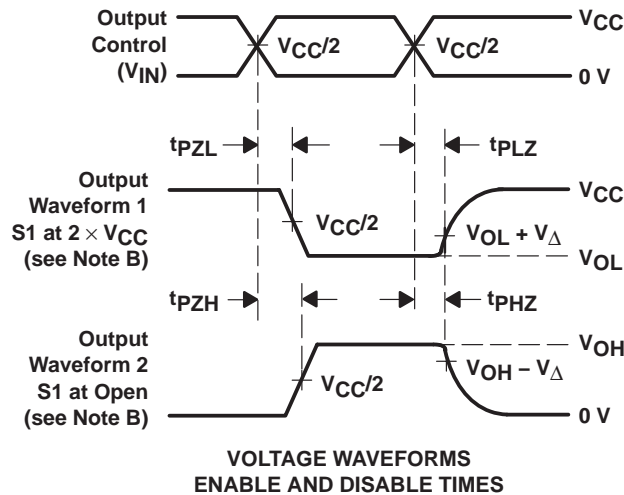 Output
Control
(VIN)
VCC/2
VCC/2
VCC
0 V
tPZL
tPLZ
Output
Waveform 1
S1 at 2 × VCC
(see Note B)
VCC/2
VCC
VOL + VΔ
VOL
tPZH
tPHZ
Output
Waveform 2
S1 at Open
(see Note B)
VCC/2
VOH
VOH − VΔ
0 V
VOLTAGE WAVEFORMS
ENABLE AND DISABLE TIMES